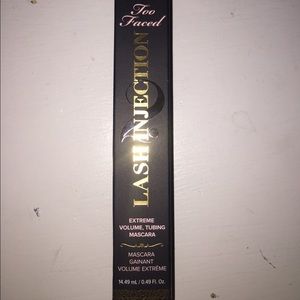 Too
Faced
LASH INJECTION
EXTREME
VOLUME, TUBING
MASCARA
MASCARA
GAINANT
VOLUME EXTRÊME
14.49 mL / 0.49 Fl. Oz.